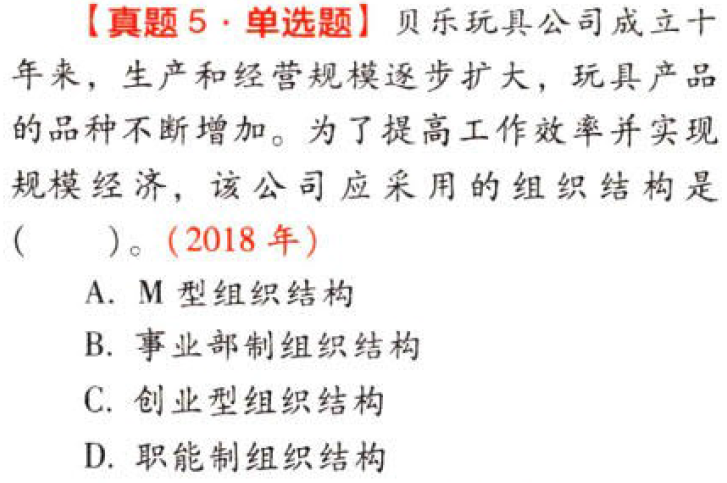 【真题 5 · 单选题】贝乐玩具公司成立十
年来，生产和经营规模逐步扩大，玩具产品
的品种不断增加。为了提高工作效率并实现
规模经济，该公司应采用的组织结构是
(　　)。(2018 年)
A. M 型组织结构
B. 事业部制组织结构
C. 创业型组织结构
D. 职能制组织结构